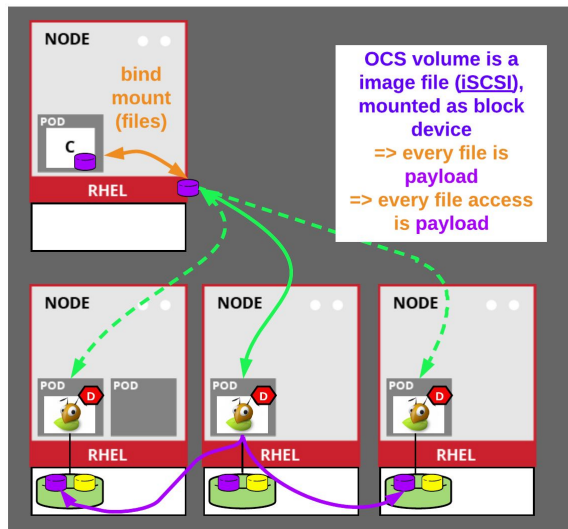 NODE
bind
mount
(files)
POD
C
RHEL
OCS volume is a
image file (iSCSI),
mounted as block
device
=> every file is
payload
=> every file access
is payload
NODE
POD
D
POD
RHEL
NODE
POD
D
RHEL
NODE
POD
D
RHEL